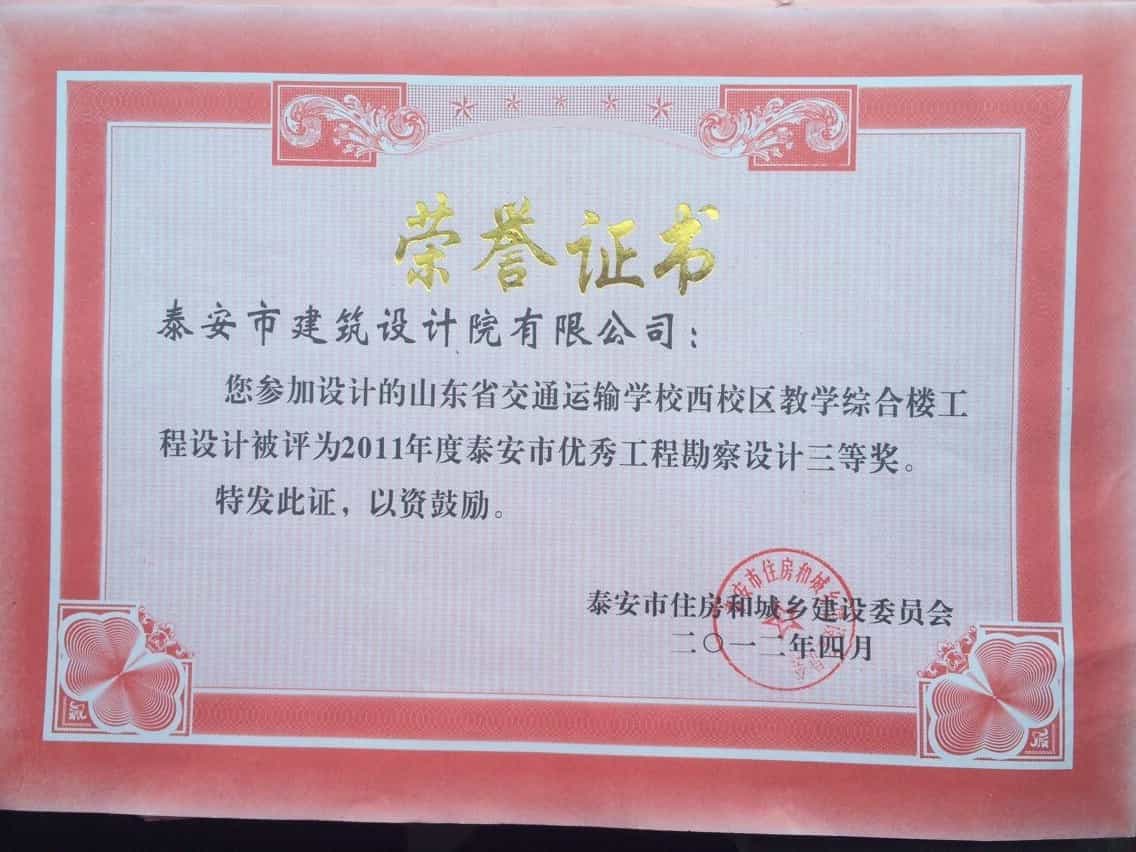 荣誉证书
泰安市建筑设计院有限公司：
您参加设计的山东省交通运输学校西校区教学综合楼工
程设计被评为2011年度泰安市优秀工程勘察设计三等奖。
特发此证，以资鼓励。
泰安市住房和城乡建设委员会
二〇一二年四月